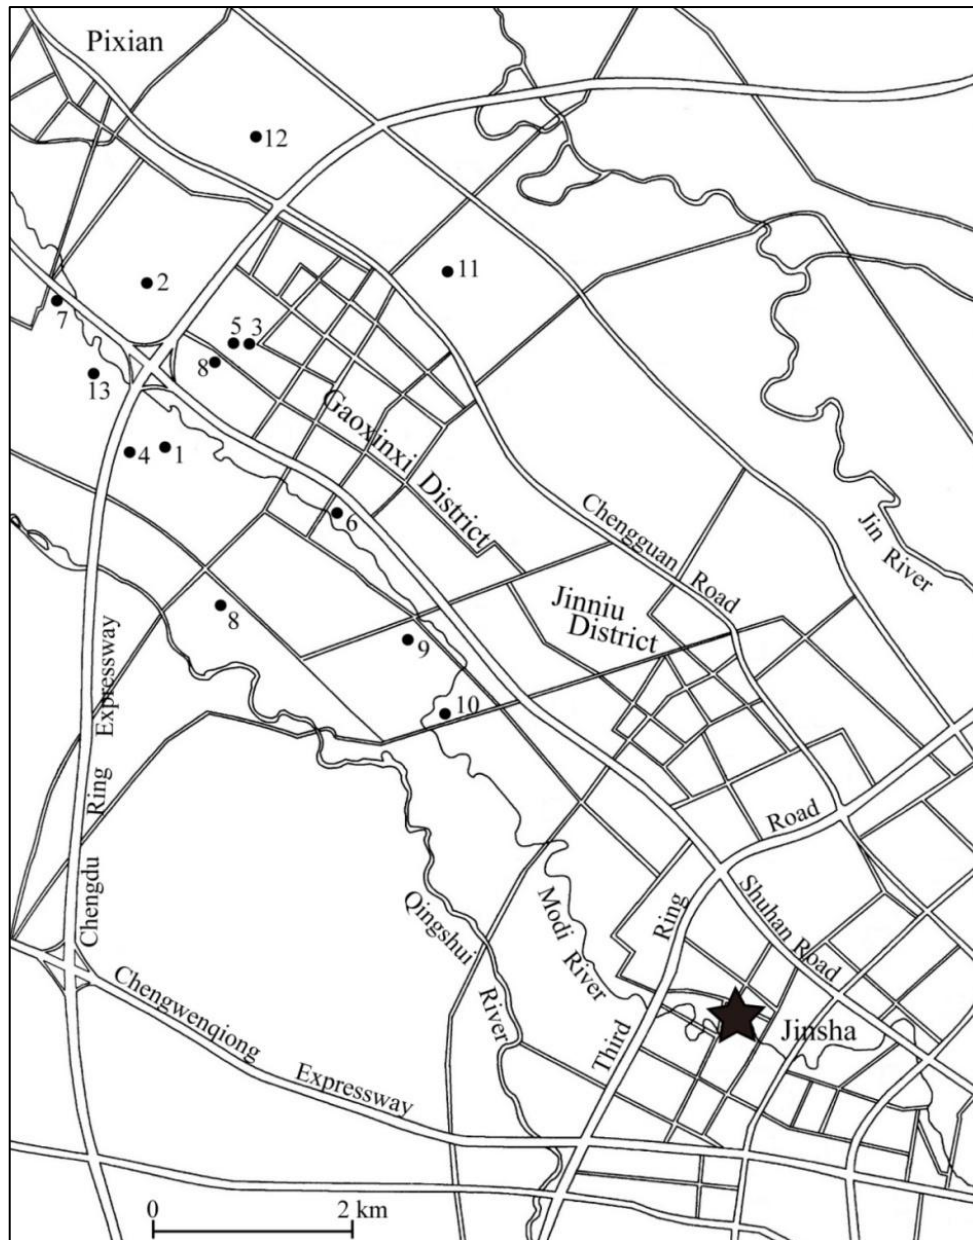 Pixian
12
2
11
7
5
3
8
13
4
1
Gaoxinxi District
6
Chengguan Road
Jin River
8
Jinniu
District
9
10
Chengdu Ring Expressway
Third Ring Road
Shuhan Road
Qingshui River
Modi River
Chengwenqiong Expressway
Jinsha
0
2 km